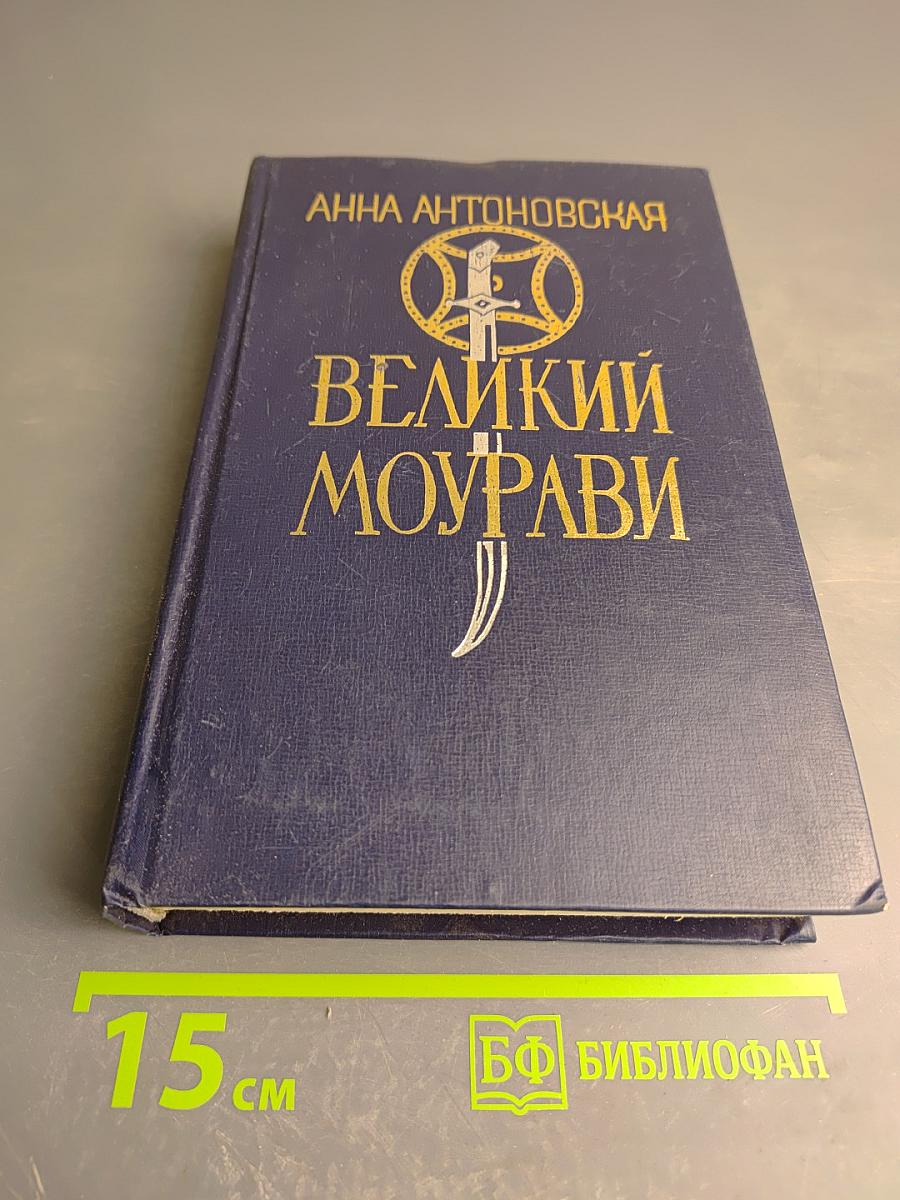 АННА АНТОНОВСКАЯ
ВЕЛИКИЙ
МОУРАВИ
15 см
БФ БИБЛИОФАН